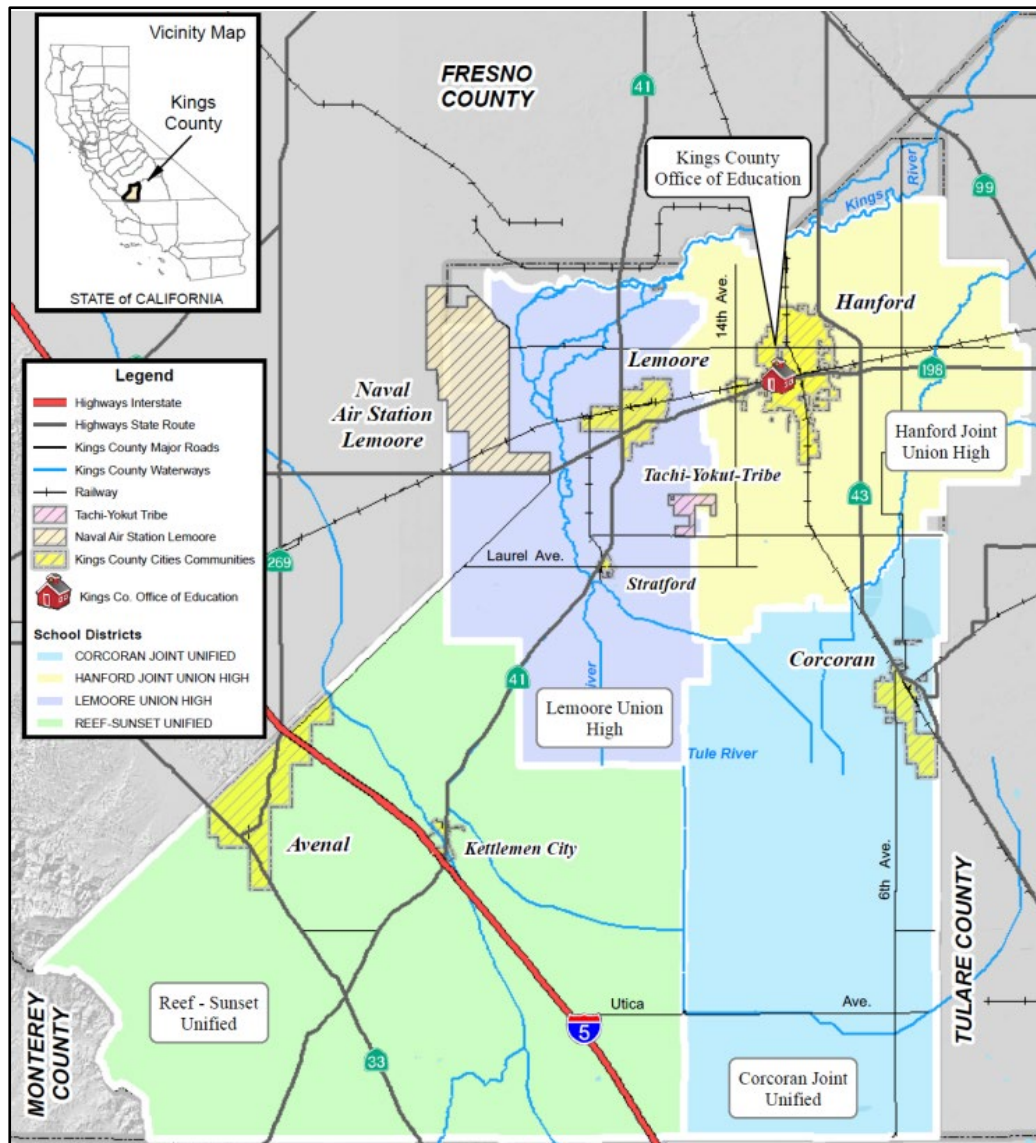 Vicinity Map
Kings
County
STATE of CALIFORNIA
FRESNO
COUNTY
41
Kings County
Office of Education
99
Kings
River
14th Ave.
Hanford
Lemoore
198
Naval
Air Station
Lemoore
Hanford Joint
Union High
Tachi-Yokut-Tribe
43
Legend
Highways Interstate
Highways State Route
Kings County Major Roads
Kings County Waterways
Railway
Tachi-Yokut Tribe
Naval Air Station Lemoore
Kings County Cities Communities
Kings Co. Office of Education
School Districts
CORCORAN JOINT UNIFIED
HANFORD JOINT UNION HIGH
LEMOORE UNION HIGH
REEF-SUNSET UNIFIED
269
Laurel Ave.
Stratford
Corcoran
41
Lemoore Union
High
Tule River
Avenal
Kettlemen City
6th Ave.
TULARE COUNTY
Reef - Sunset
Unified
Utica Ave.
5
MONTEREY
COUNTY
33
Corcoran Joint
Unified